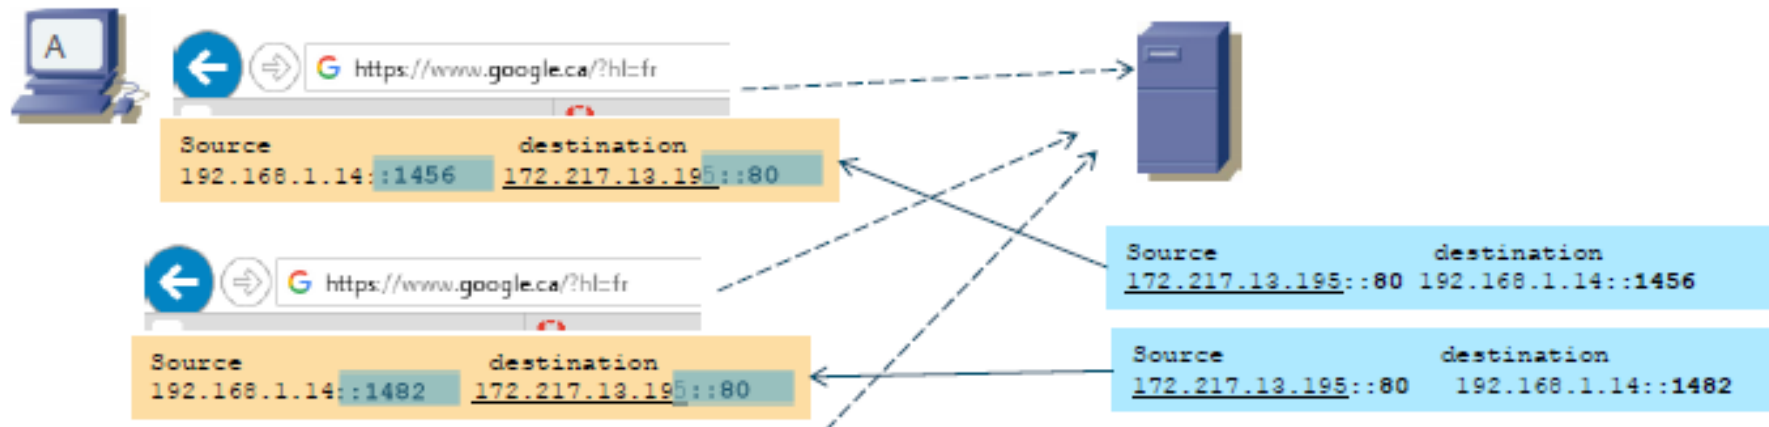 A
https://www.google.ca/?hl=fr
Source destination
192.168.1.14::1456 172.217.13.195::80
https://www.google.ca/?hl=fr
Source destination
192.168.1.14::1482 172.217.13.195::80
Source destination
172.217.13.195::80 192.168.1.14::1456
Source destination
172.217.13.195::80 192.168.1.14::1482